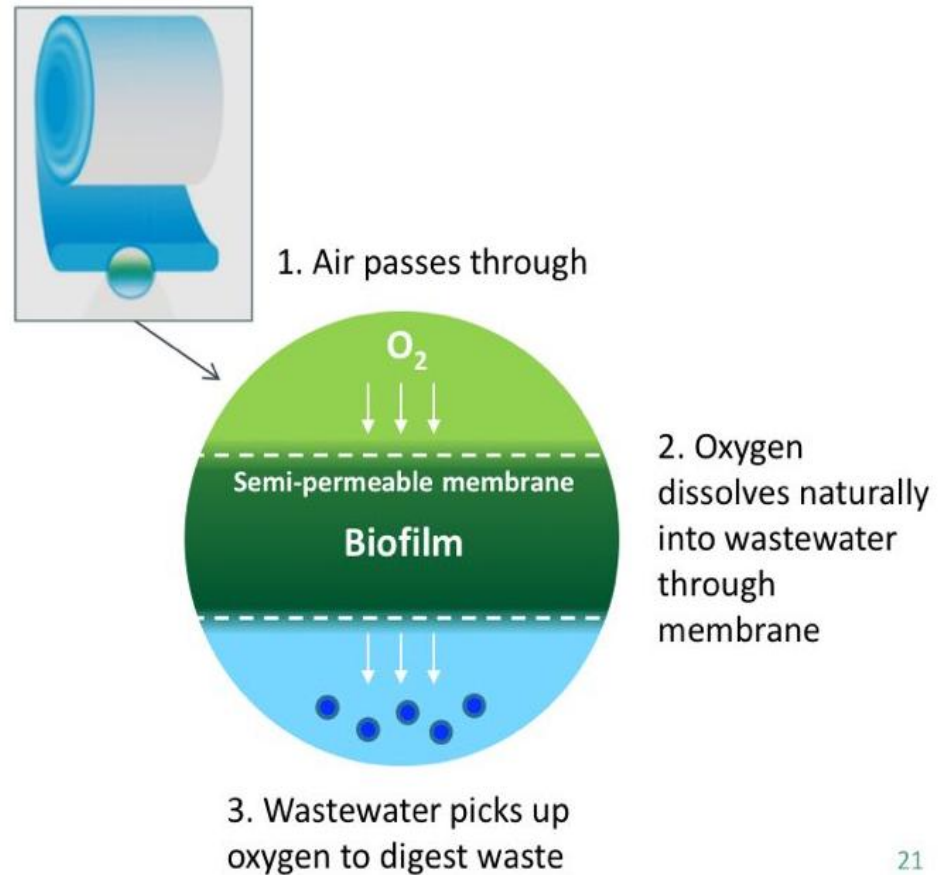 1. Air passes through
O₂
Semi-permeable membrane
Biofilm
2. Oxygen
dissolves naturally
into wastewater
through
membrane
3. Wastewater picks up
oxygen to digest waste
21